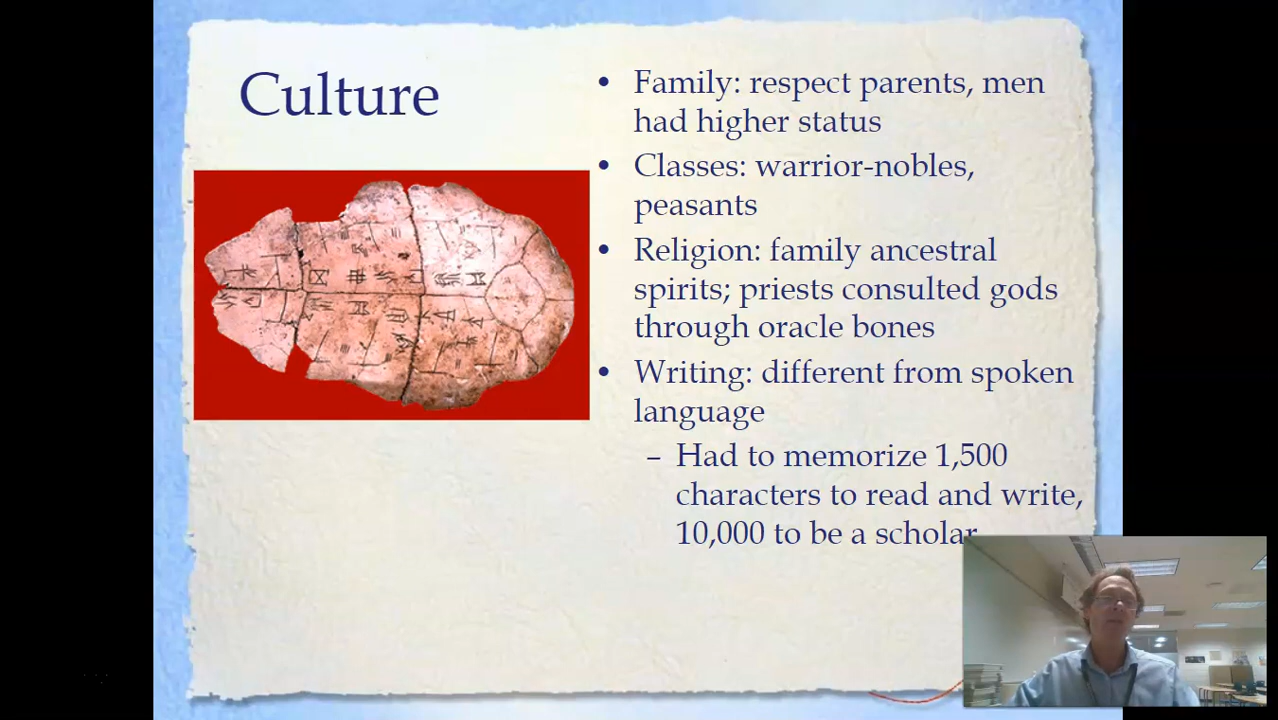 Culture
• Family: respect parents, men
had higher status
• Classes: warrior-nobles,
peasants
• Religion: family ancestral
spirits; priests consulted gods
through oracle bones
• Writing: different from spoken
language
– Had to memorize 1,500
characters to read and write,
10,000 to be a scholar